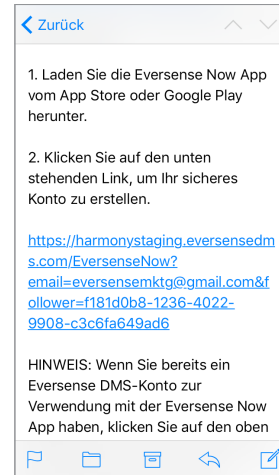 Zurück
1. Laden Sie die Eversense Now App
vom App Store oder Google Play
herunter.
2. Klicken Sie auf den unten
stehenden Link, um Ihr sicheres
Konto zu erstellen.
https://harmonystaging.eversensedm
s.com/EversenseNow?
email=eversensemktg@gmail.com&f
ollower=f181d0b8-1236-4022-
9908-c3c6fa649ad6
HINWEIS: Wenn Sie bereits ein
Eversense DMS-Konto zur
Verwendung mit der Eversense Now
App haben, klicken Sie auf den oben